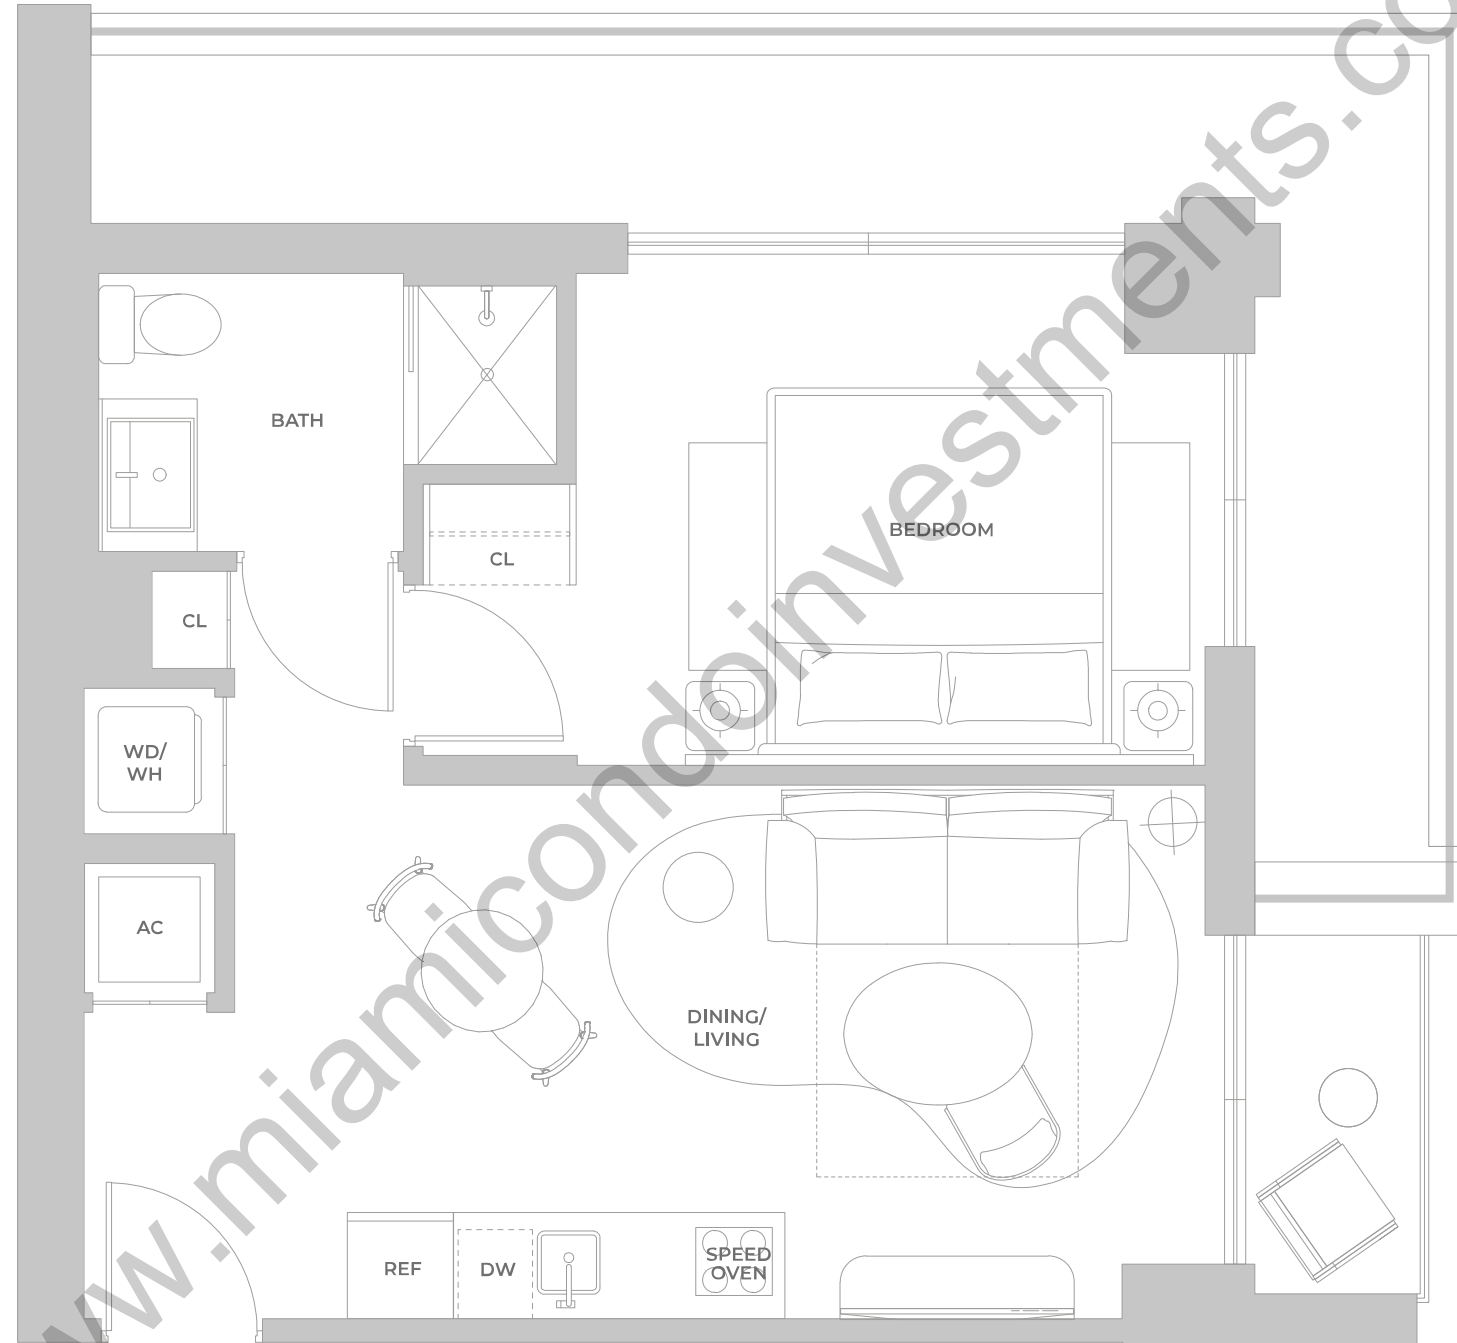 BATH
BEDROOM
CL
CL
WD/
WH
AC
DINING/
LIVING
REF
DW
SPEED
OVEN
www.miamicondoinvestments.co